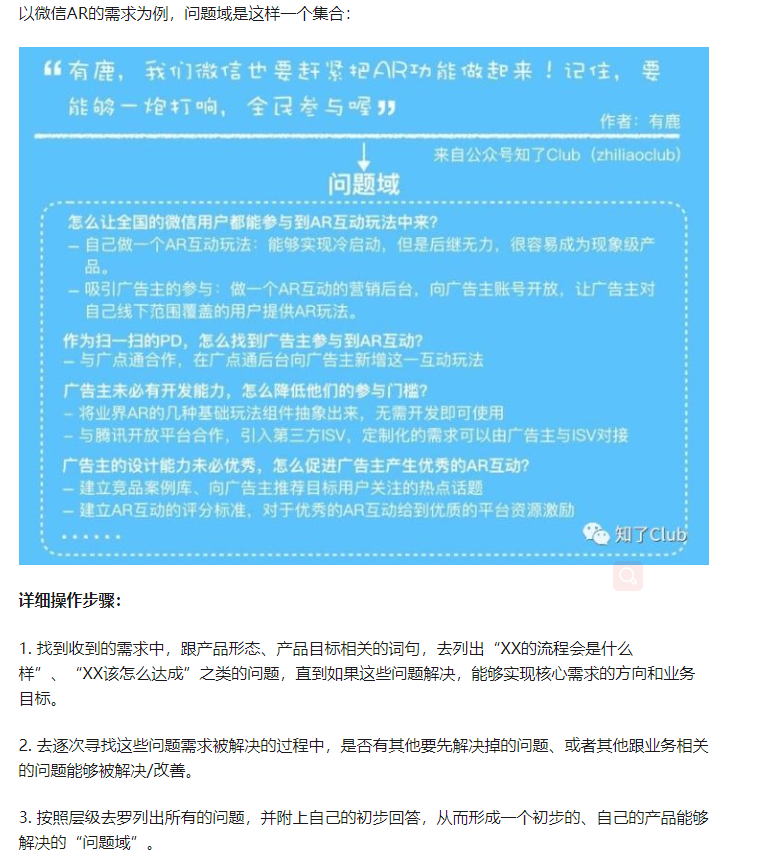 以微信AR的需求为例，问题域是这样一个集合：
“有鹿，我们微信也要赶紧把AR功能做起来！记住，要
能够一炮打响，全民参与喔”
作者：有鹿
来自公众号知了Club（zhiliaoclub）
问题域
怎么让全国的微信用户都能参与到AR互动玩法中来？
– 自己做一个AR互动玩法：能够实现冷启动，但是后继无力，很容易成为现象级产
品。
– 吸引广告主的参与：做一个AR互动的营销后台，向广告主账号开放，让广告主对
自己线下范围覆盖的用户提供AR玩法。
作为扫一扫的PD，怎么找到广告主参与到AR互动？
– 与广点通合作，在广点通后台向广告主新增这一互动玩法
广告主未必有开发能力，怎么降低他们的参与门槛？
– 将业界AR的几种基础玩法组件抽象出来，无需开发即可使用
– 与腾讯开放平台合作，引入第三方ISV，定制化的需求可以由广告主与ISV对接
广告主的设计能力未必优秀，怎么促进广告主产生优秀的AR互动？
– 建立竞品案例库、向广告主推荐目标用户关注的热点话题
– 建立AR互动的评分标准，对于优秀的AR互动给到优质的平台资源激励
······
知了Club
详细操作步骤：
1. 找到收到的需求中，跟产品形态、产品目标相关的词句，去列出“XX的流程会是什么
样”、“XX该怎么达成”之类的问题，直到如果这些问题解决，能够实现核心需求的方向和业务
目标。
2. 去逐次寻找这些问题需求被解决的过程中，是否有其他要先解决掉的问题、或者其他跟业务相关
的问题能够被解决/改善。
3. 按照层级去罗列出所有的问题，并附上自己的初步回答，从而形成一个初步的、自己的产品能够
解决的“问题域”。